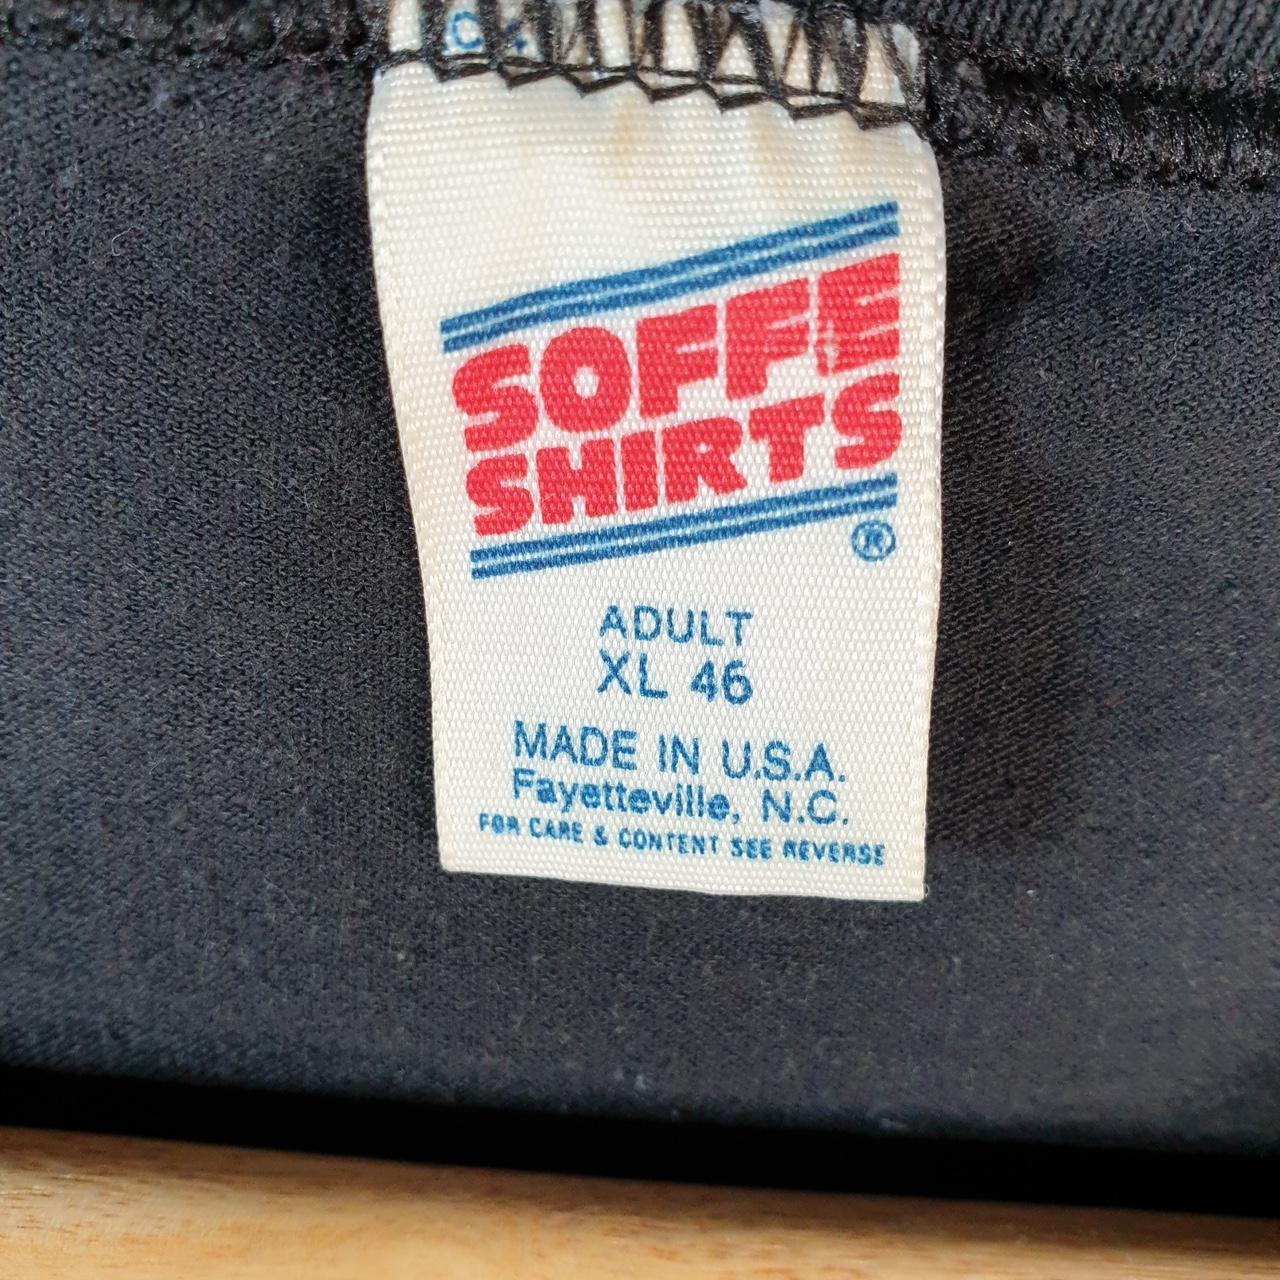 SOFFE
SHIRTS
®
ADULT
XL 46
MADE IN U.S.A.
Fayetteville, N.C.
FOR CARE & CONTENT SEE REVERSE